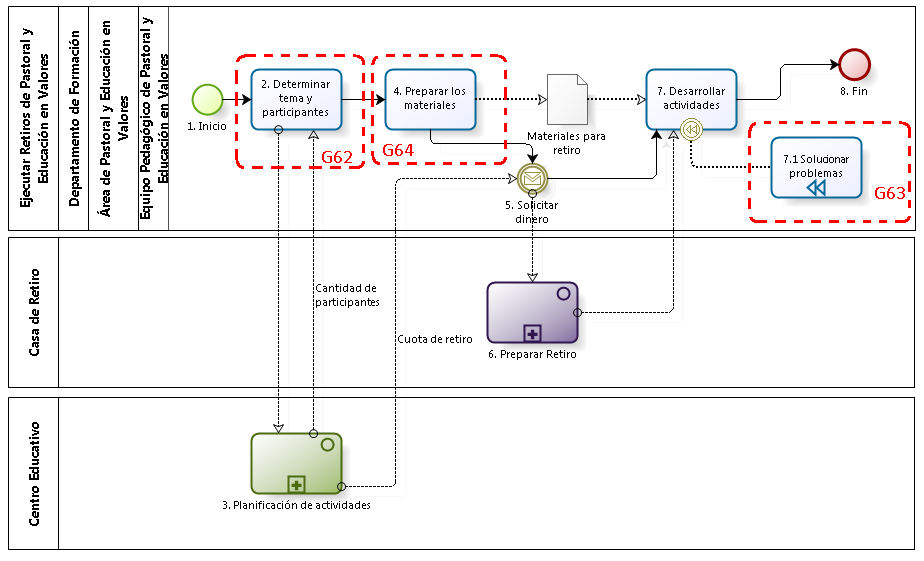 Ejecutar Retiros de Pastoral y
Educación en Valores
Departamento de Formación
Área de Pastoral y Educación en
Valores
Equipo Pedagógico de Pastoral y
Educación en Valores
1. Inicio
2. Determinar
tema y
participantes
G62
4. Preparar los
materiales
G64
Materiales para
retiro
7. Desarrollar
actividades
8. Fin
7.1 Solucionar
problemas
G63
5. Solicitar
dinero
Casa de Retiro
Cantidad de
participantes
Cuota de retiro
6. Preparar Retiro
Centro Educativo
3. Planificación de actividades